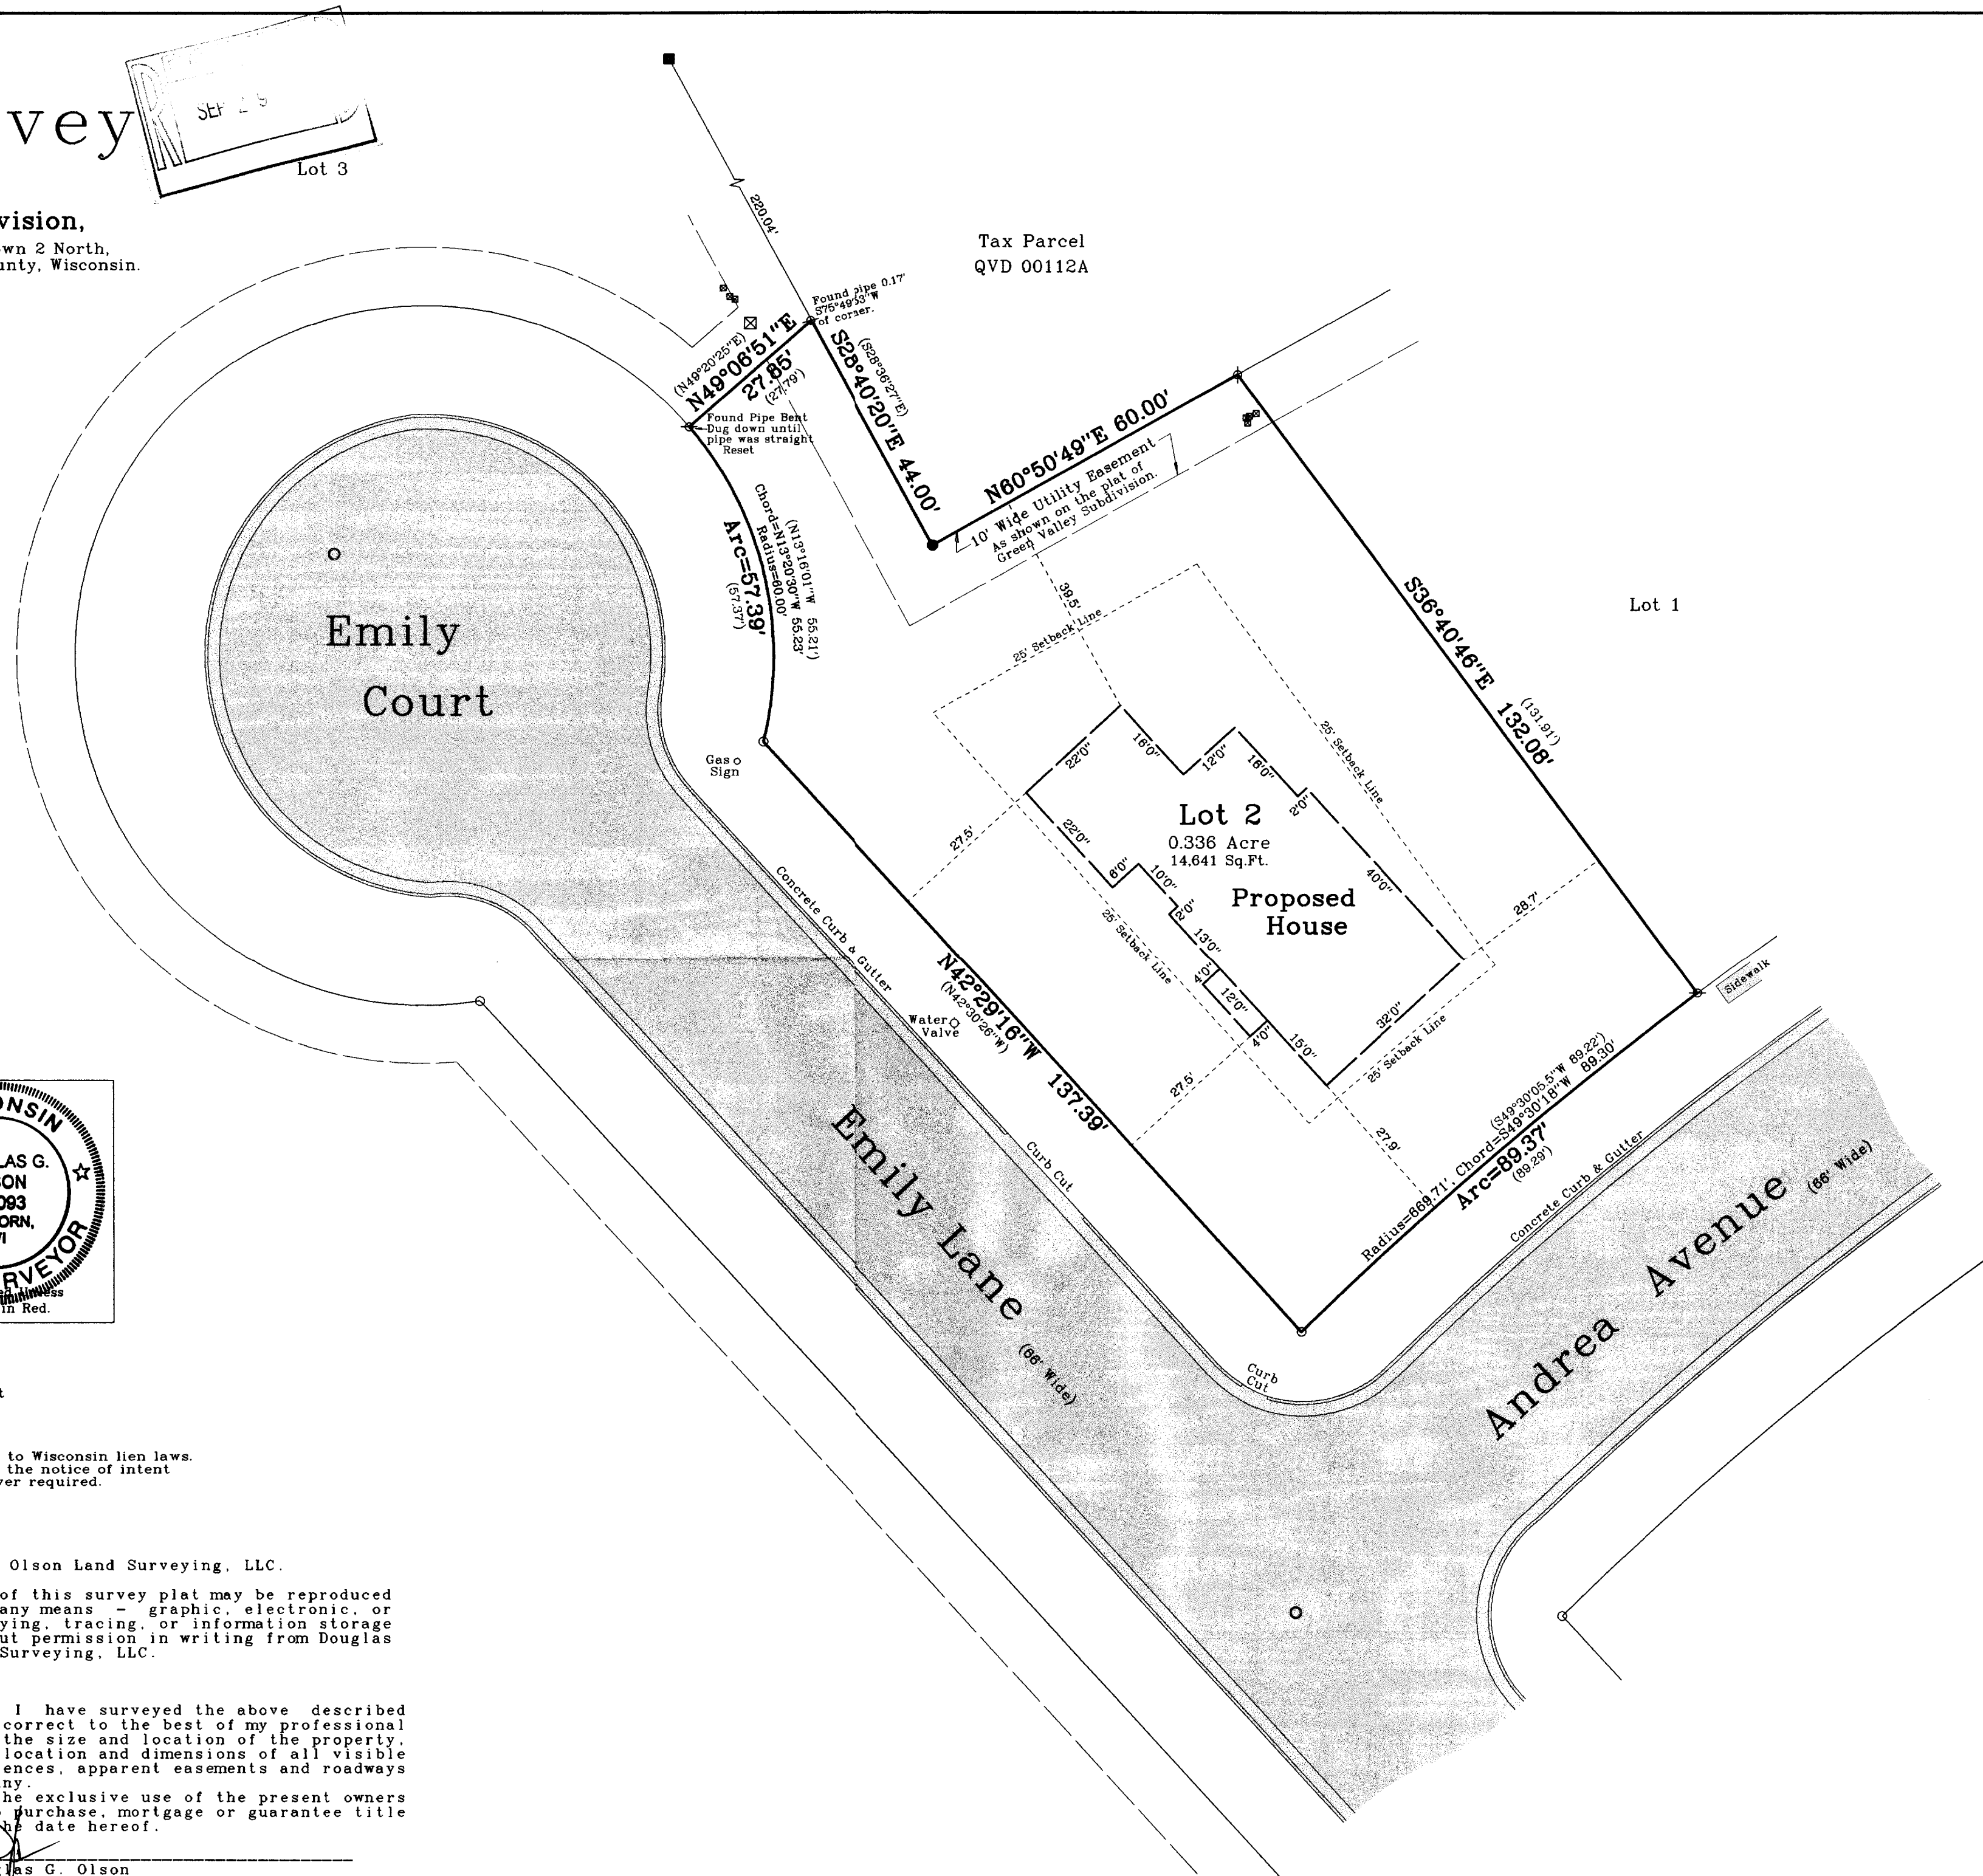 vey
SEP 2 9
Lot 3
vision,
wn 2 North,
unty, Wisconsin.
220.04'
Tax Parcel
QVD 00112A
Found pipe 0.17'
S75°49'53"W
of corner.
(N49°20'25"E)
N49°06'51"E
27.85'
(27.79')
(S28°36'27"E)
S28°40'20"E 44.00'
Found Pipe Bent
Dug down until
pipe was straight
Reset
N60°50'49"E 60.00'
10' Wide Utility Easement
As shown on the plat of
Green Valley Subdivision.
(N13°16'01"W 55.21')
Chord=N13°20'30"W 55.23'
Radius=60.00'
Arc=57.39'
(57.37')
Emily
Court
39.5'
25' Setback Line
Lot 1
S36°40'46"E 132.08'
(131.91')
Gas
Sign
22'0"
16'0"
12'0"
16'0"
2'0"
25' Setback Line
27.5'
22'0"
Lot 2
0.336 Acre
14,641 Sq.Ft.
6'0"
10'0"
2'0"
40'0"
Proposed
House
28.7'
25' Setback Line
13'0"
4'0"
12'0"
4'0"
15'0"
32'0"
25' Setback Line
Concrete Curb & Gutter
N42°29'16"W 137.39'
(N42°30'26"W)
Water
Valve
Sidewalk
27.5'
27.9'
(S49°30'05.5"W 89.22')
Radius=669.71', Chord=S49°30'18"W 89.30'
Arc=89.37'
(89.29')
Concrete Curb & Gutter
Curb Cut
Emily Lane
(66' Wide)
Andrea Avenue
(66' Wide)
Curb
Cut
ONSIN
LAS G.
SON
093
ORN,
RVEYOR
in Red.
t
to Wisconsin lien laws.
the notice of intent
ver required.
Olson Land Surveying, LLC.
of this survey plat may be reproduced
any means - graphic, electronic, or
ying, tracing, or information storage
ut permission in writing from Douglas
Surveying, LLC.
I have surveyed the above described
correct to the best of my professional
the size and location of the property,
location and dimensions of all visible
ences, apparent easements and roadways
ny.
he exclusive use of the present owners
purchase, mortgage or guarantee title
he date hereof.
glas G. Olson